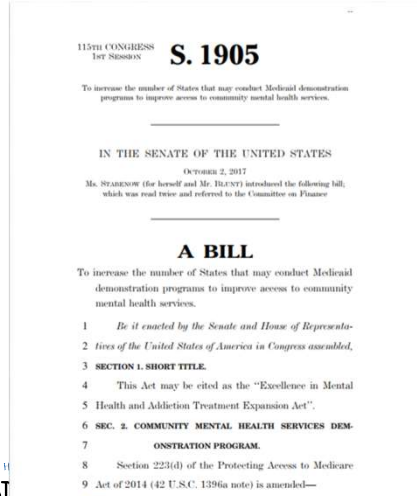 115TH CONGRESS
1ST SESSION
S. 1905
To increase the number of States that may conduct Medicaid demonstration
programs to improve access to community mental health services.
IN THE SENATE OF THE UNITED STATES
OCTOBER 2, 2017
Ms. STABENOW (for herself and Mr. BLUNT) introduced the following bill;
which was read twice and referred to the Committee on Finance
A BILL
To increase the number of States that may conduct Medicaid
demonstration programs to improve access to community
mental health services.
1 Be it enacted by the Senate and House of Representa-
2 tives of the United States of America in Congress assembled,
3 SECTION 1. SHORT TITLE.
4 This Act may be cited as the “Excellence in Mental
5 Health and Addiction Treatment Expansion Act”.
6 SEC. 2. COMMUNITY MENTAL HEALTH SERVICES DEM-
7 ONSTRATION PROGRAM.
8 Section 223(d) of the Protecting Access to Medicare
9 Act of 2014 (42 U.S.C. 1396a note) is amended—